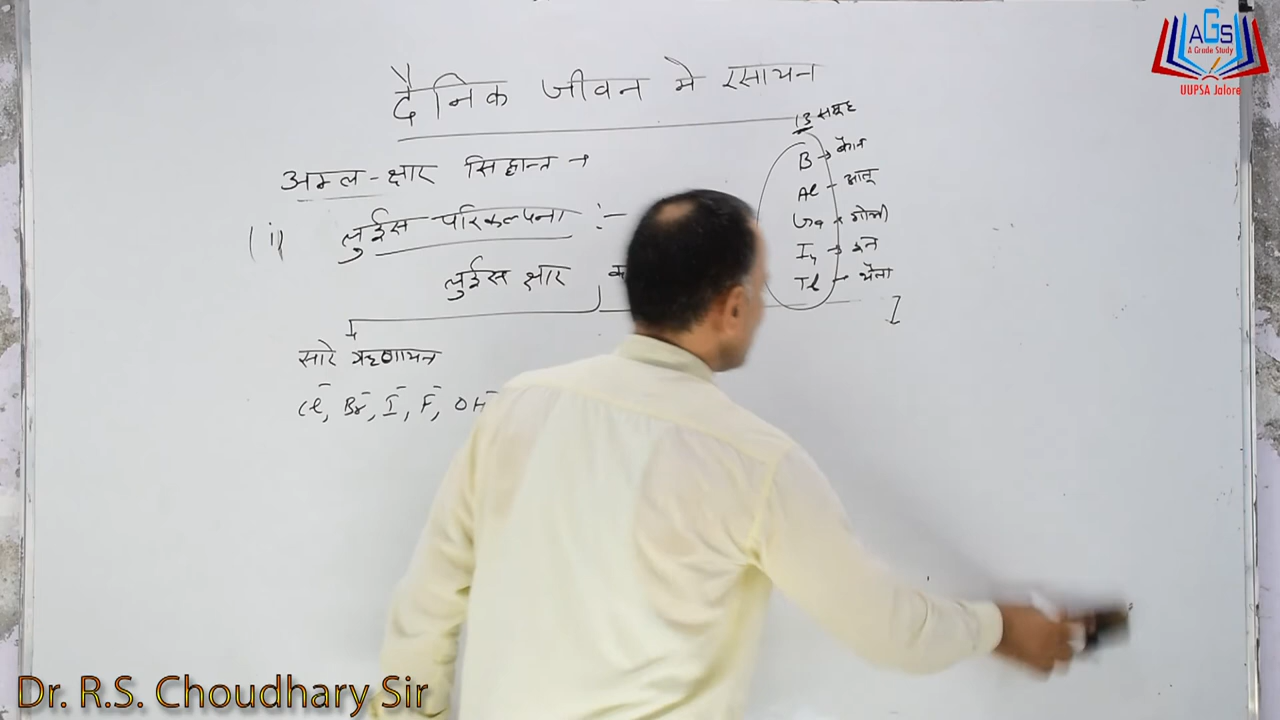 दैनिक जीवन मे रसायन
13 समूह
अम्ल-क्षार सिद्धान्त →
B → बैगन
Al - आलू
(i) लुईस परिकल्पना :-
Ga → गोभी
In → इन
लुईस क्षार
Tl → थैला
सारे ऋणायन
Cl⁻, Br⁻, I⁻, F⁻, OH⁻
AGS
A Grade Study
UUPSA Jalore
Dr. R.S. Choudhary Sir